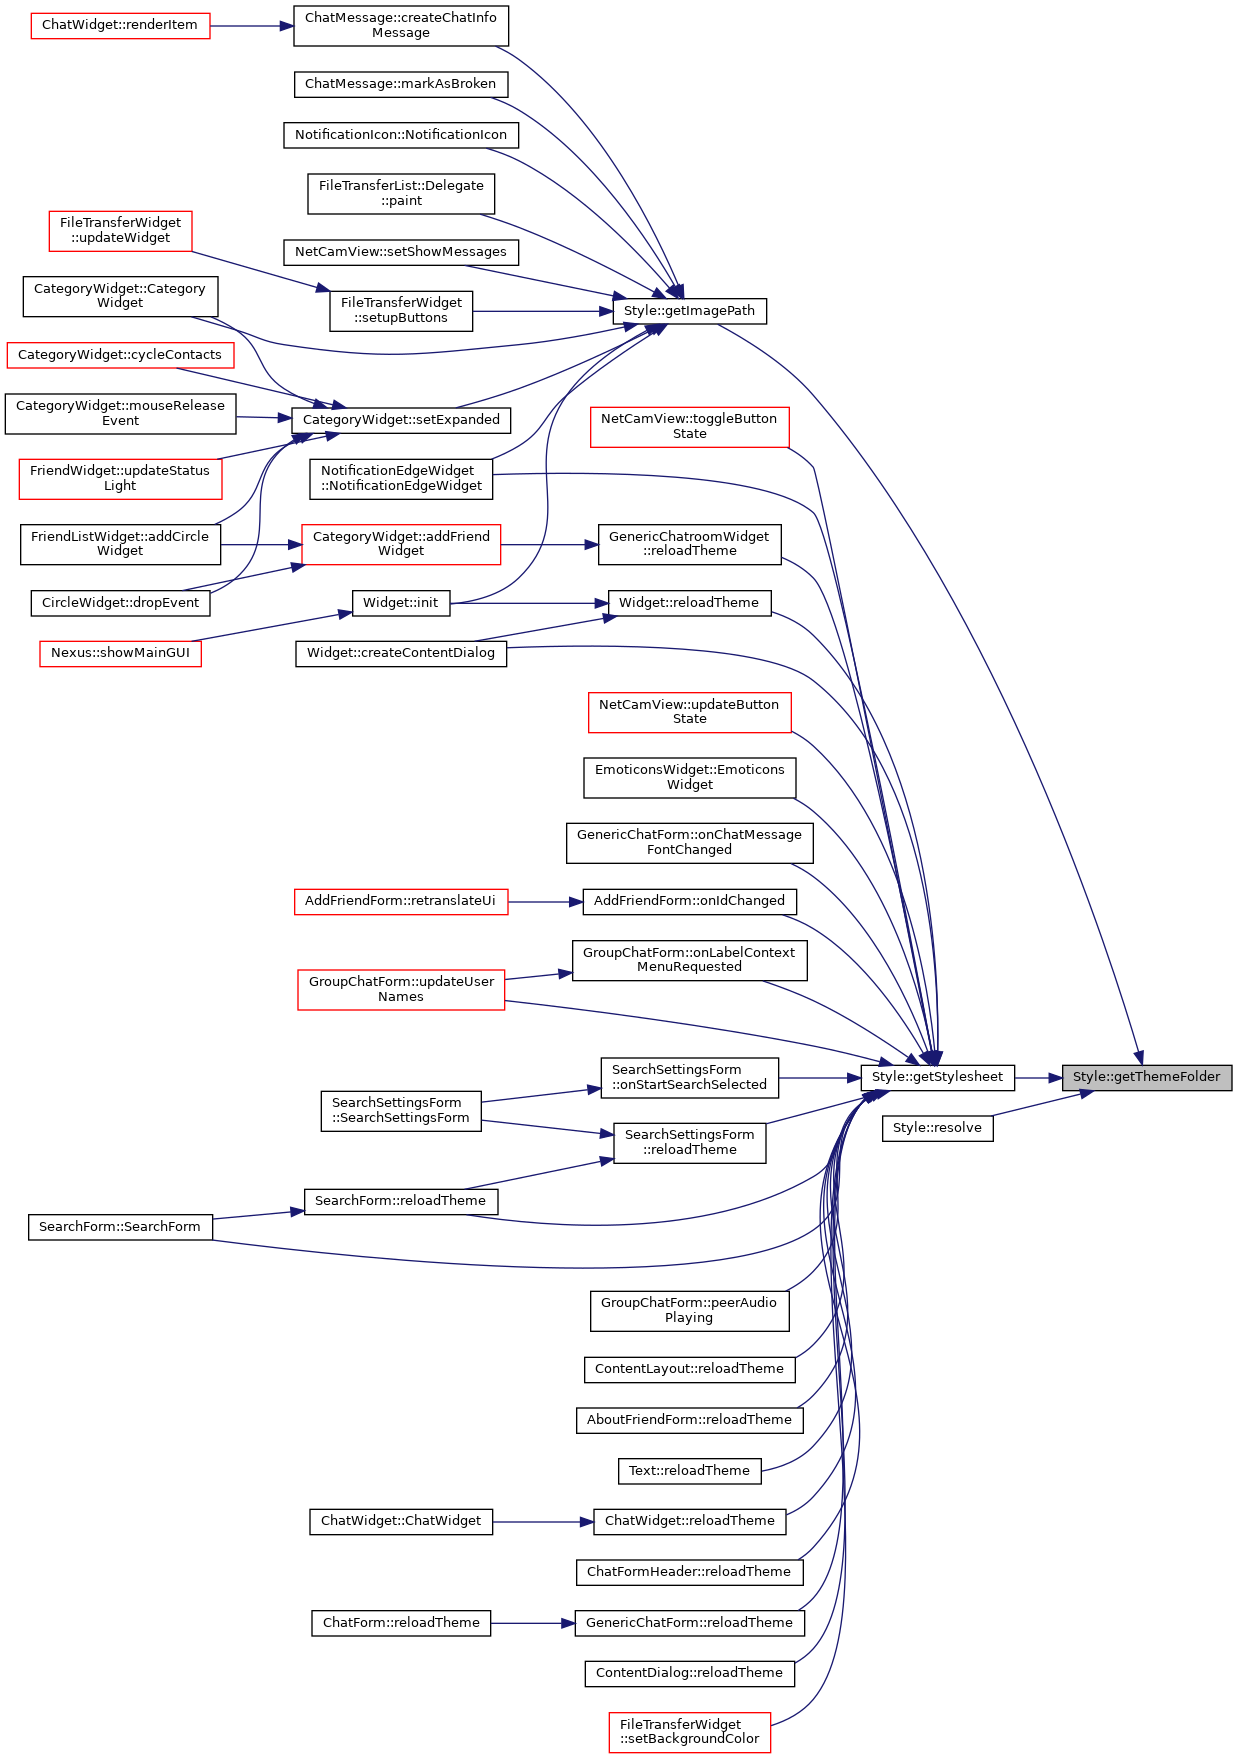 ChatWidget::renderItem
ChatMessage::createChatInfo
Message
ChatMessage::markAsBroken
NotificationIcon::NotificationIcon
FileTransferList::Delegate
::paint
FileTransferWidget
::updateWidget
NetCamView::setShowMessages
CategoryWidget::Category
Widget
FileTransferWidget
::setupButtons
Style::getImagePath
CategoryWidget::cycleContacts
CategoryWidget::mouseRelease
Event
CategoryWidget::setExpanded
NetCamView::toggleButton
State
FriendWidget::updateStatus
Light
NotificationEdgeWidget
::NotificationEdgeWidget
FriendListWidget::addCircle
Widget
CategoryWidget::addFriend
Widget
GenericChatroomWidget
::reloadTheme
CircleWidget::dropEvent
Widget::init
Widget::reloadTheme
Nexus::showMainGUI
Widget::createContentDialog
NetCamView::updateButton
State
EmoticonsWidget::Emoticons
Widget
GenericChatForm::onChatMessage
FontChanged
AddFriendForm::retranslateUi
AddFriendForm::onIdChanged
GroupChatForm::onLabelContext
MenuRequested
GroupChatForm::updateUser
Names
SearchSettingsForm
::onStartSearchSelected
Style::getStylesheet
Style::getThemeFolder
SearchSettingsForm
::SearchSettingsForm
Style::resolve
SearchSettingsForm
::reloadTheme
SearchForm::reloadTheme
SearchForm::SearchForm
GroupChatForm::peerAudio
Playing
ContentLayout::reloadTheme
AboutFriendForm::reloadTheme
Text::reloadTheme
ChatWidget::ChatWidget
ChatWidget::reloadTheme
ChatFormHeader::reloadTheme
ChatForm::reloadTheme
GenericChatForm::reloadTheme
ContentDialog::reloadTheme
FileTransferWidget
::setBackgroundColor